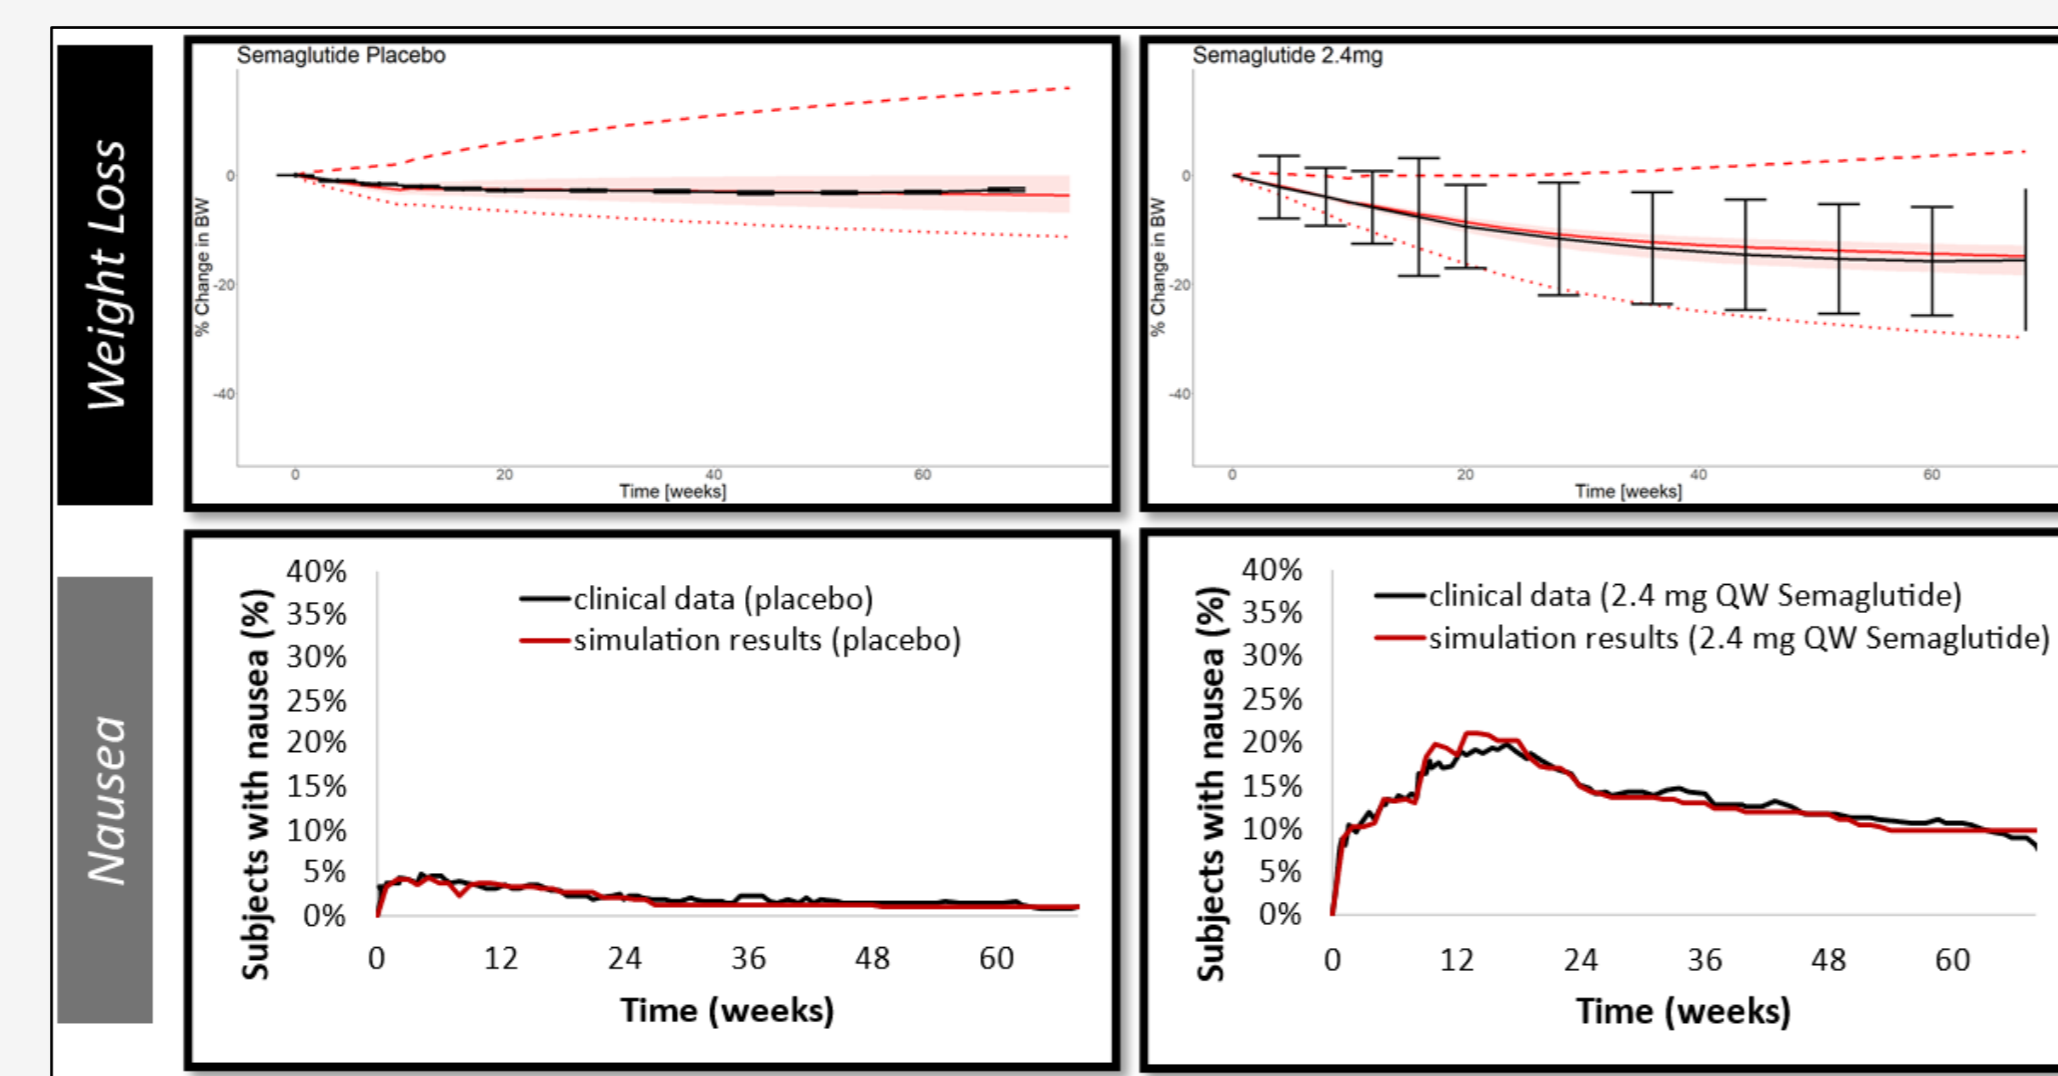 Weight Loss
Semaglutide Placebo
% Change in BW
0
-20
-40
0 20 40 60
Time [weeks]
Semaglutide 2.4mg
% Change in BW
0
-20
-40
0 20 40 60
Time [weeks]
Nausea
Subjects with nausea (%)
40%
35%
30%
25%
20%
15%
10%
5%
0%
clinical data (placebo)
simulation results (placebo)
0 12 24 36 48 60
Time (weeks)
Subjects with nausea (%)
40%
35%
30%
25%
20%
15%
10%
5%
0%
clinical data (2.4 mg QW Semaglutide)
simulation results (2.4 mg QW Semaglutide)
0 12 24 36 48 60
Time (weeks)